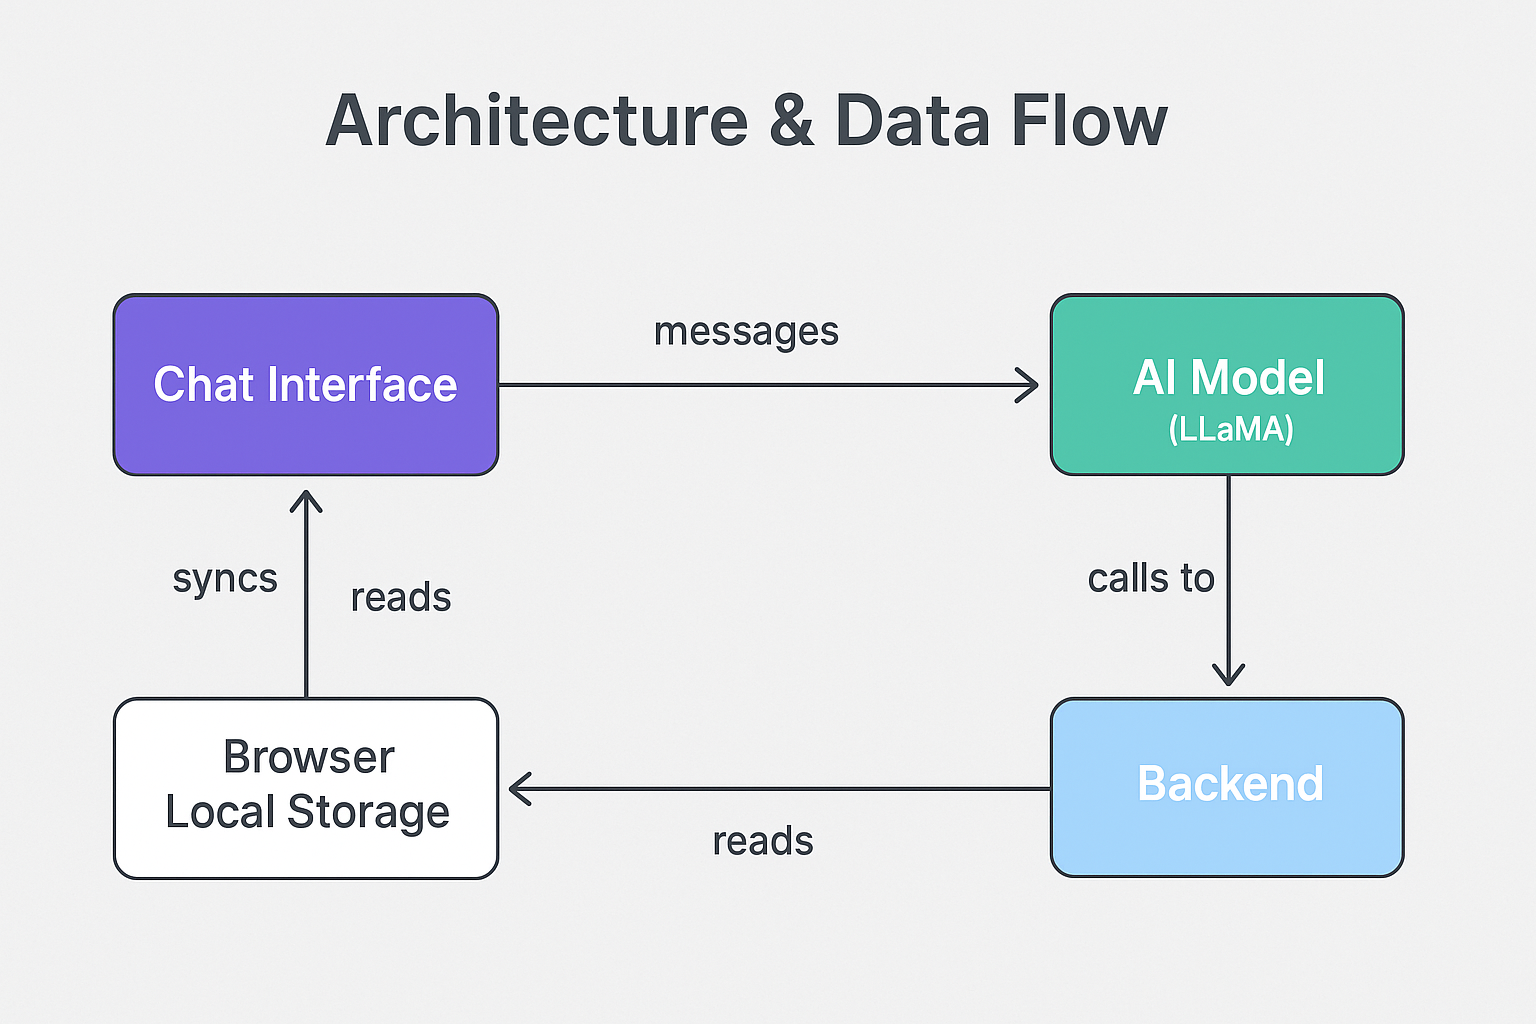 Architecture & Data Flow
Chat Interface
messages
AI Model
(LLaMA)
syncs
reads
calls to
Browser
Local Storage
reads
Backend